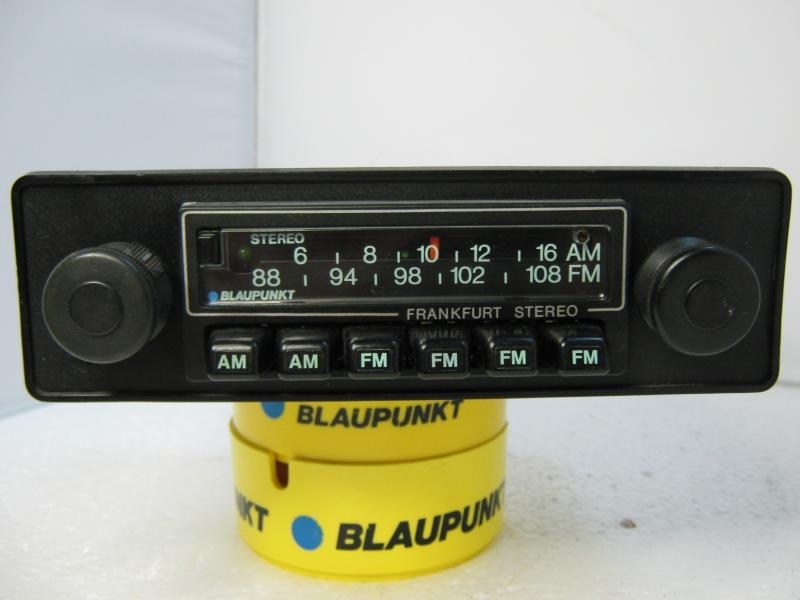 STEREO
6 8 10 12 16 AM
88 94 98 102 108 FM
BLAUPUNKT
FRANKFURT STEREO
AM AM FM FM FM FM
BLAUPUNKT
BLAUPUNKT